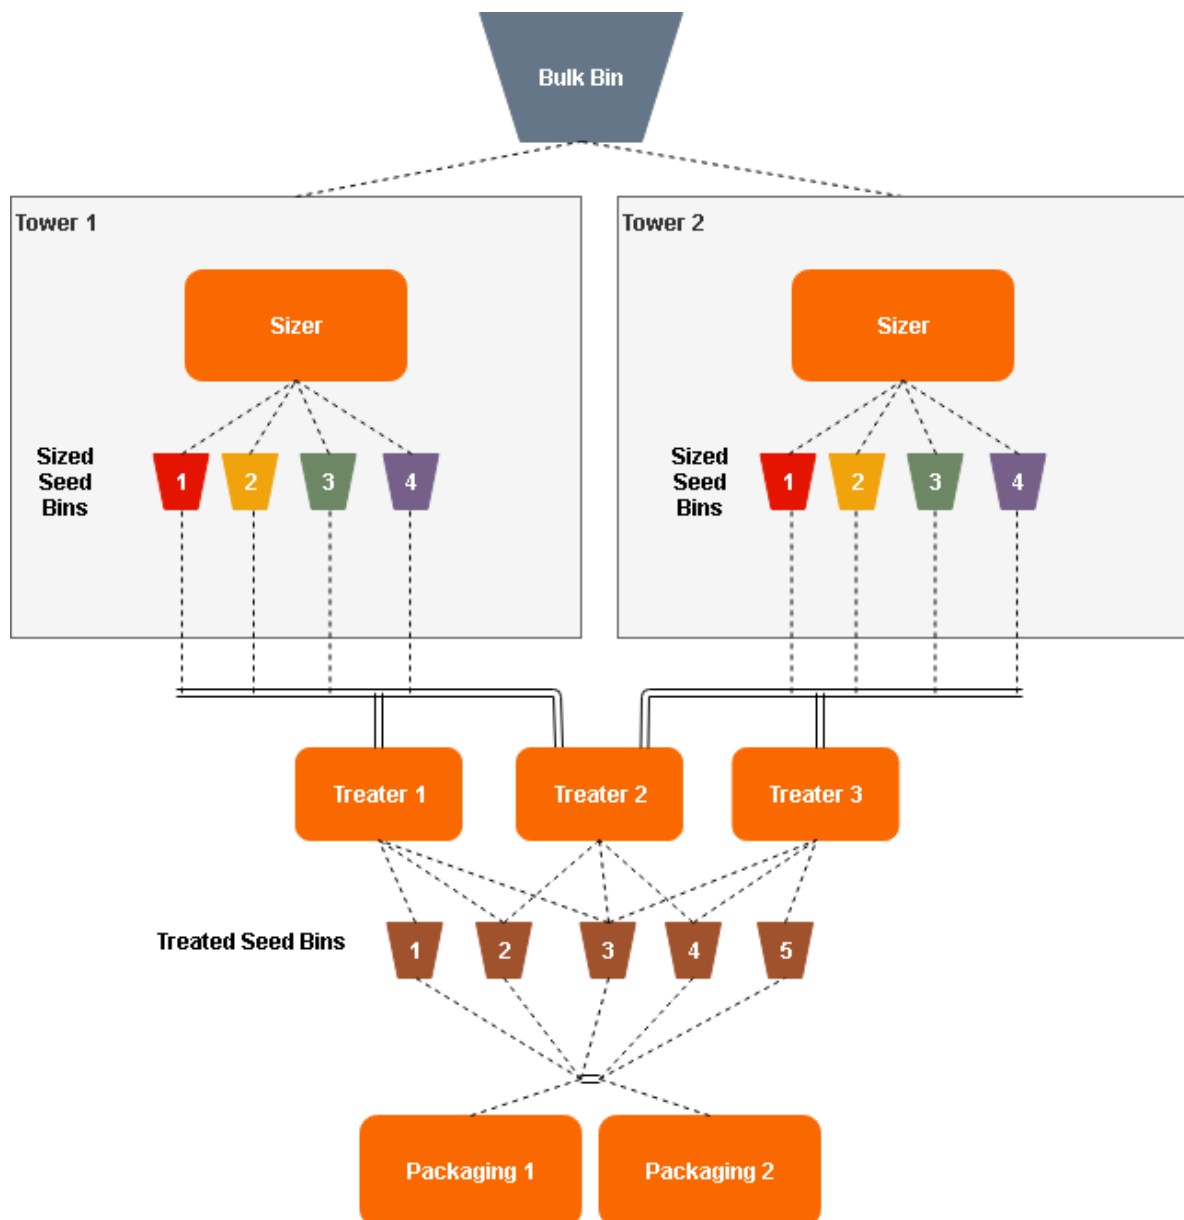 Bulk Bin
Tower 1
Tower 2
Sizer
Sizer
Sized
Seed
Bins
1
2
3
4
Sized
Seed
Bins
1
2
3
4
Treater 1
Treater 2
Treater 3
Treated Seed Bins
1
2
3
4
5
Packaging 1
Packaging 2